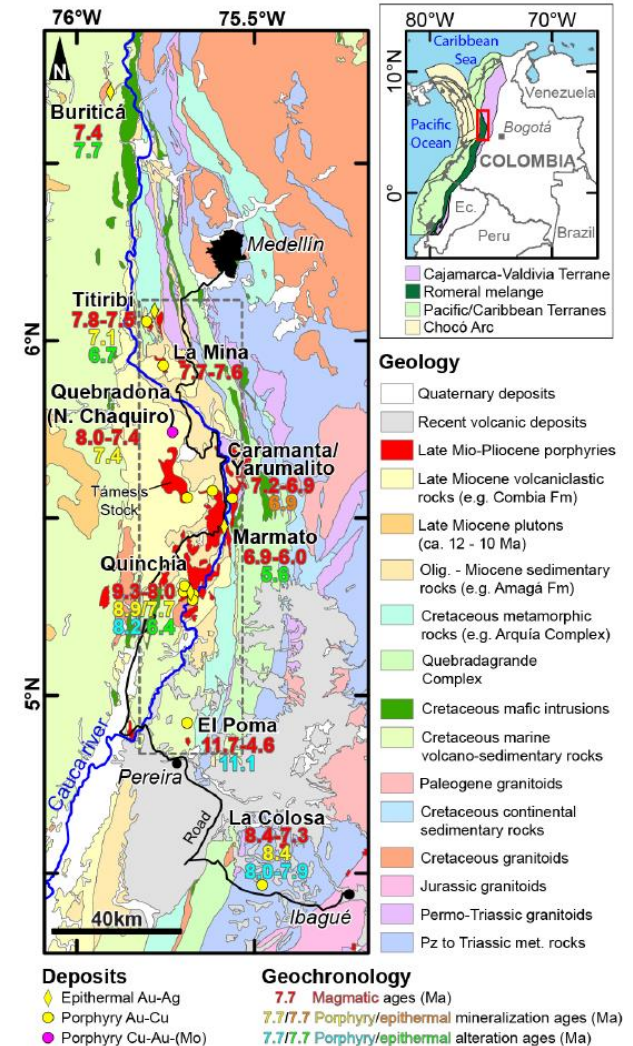 76°W
75.5°W
N
Buriticá
7.4
7.7
Medellín
Titiribí
7.8-7.5
7.1
6.7
6°N
La Mina
7.7-7.6
Quebradona
(N. Chaquiro)
8.0-7.4
7.4
Caramanta/
Yarumalito
7.2-6.9
6.9
Támesis
Stock
Marmato
6.9-6.0
5.6
Quinchía
9.3-8.0
8.9/7.7
8.2/6.4
5°N
El Poma
11.7-4.6
11.1
Pereira
Cauca river
Road
La Colosa
8.4-7.3
8.4
8.0-7.9
Ibagué
40km
80°W
70°W
10°N
0°
Caribbean
Sea
Venezuela
Pacific
Ocean
Bogotá
COLOMBIA
Ec.
Peru
Brazil
Cajamarca-Valdivia Terrane
Romeral melange
Pacific/Caribbean Terranes
Chocó Arc
Geology
Quaternary deposits
Recent volcanic deposits
Late Mio-Pliocene porphyries
Late Miocene volcaniclastic
rocks (e.g. Combia Fm)
Late Miocene plutons
(ca. 12 - 10 Ma)
Olig. - Miocene sedimentary
rocks (e.g. Amagá Fm)
Cretaceous metamorphic
rocks (e.g. Arquía Complex)
Quebradagrande
Complex
Cretaceous mafic intrusions
Cretaceous marine
volcano-sedimentary rocks
Paleogene granitoids
Cretaceous continental
sedimentary rocks
Cretaceous granitoids
Jurassic granitoids
Permo-Triassic granitoids
Pz to Triassic met. rocks
Deposits
Epithermal Au-Ag
Porphyry Au-Cu
Porphyry Cu-Au-(Mo)
Geochronology
7.7 Magmatic ages (Ma)
7.7/7.7 Porphyry/epithermal mineralization ages (Ma)
7.7/7.7 Porphyry/epithermal alteration ages (Ma)